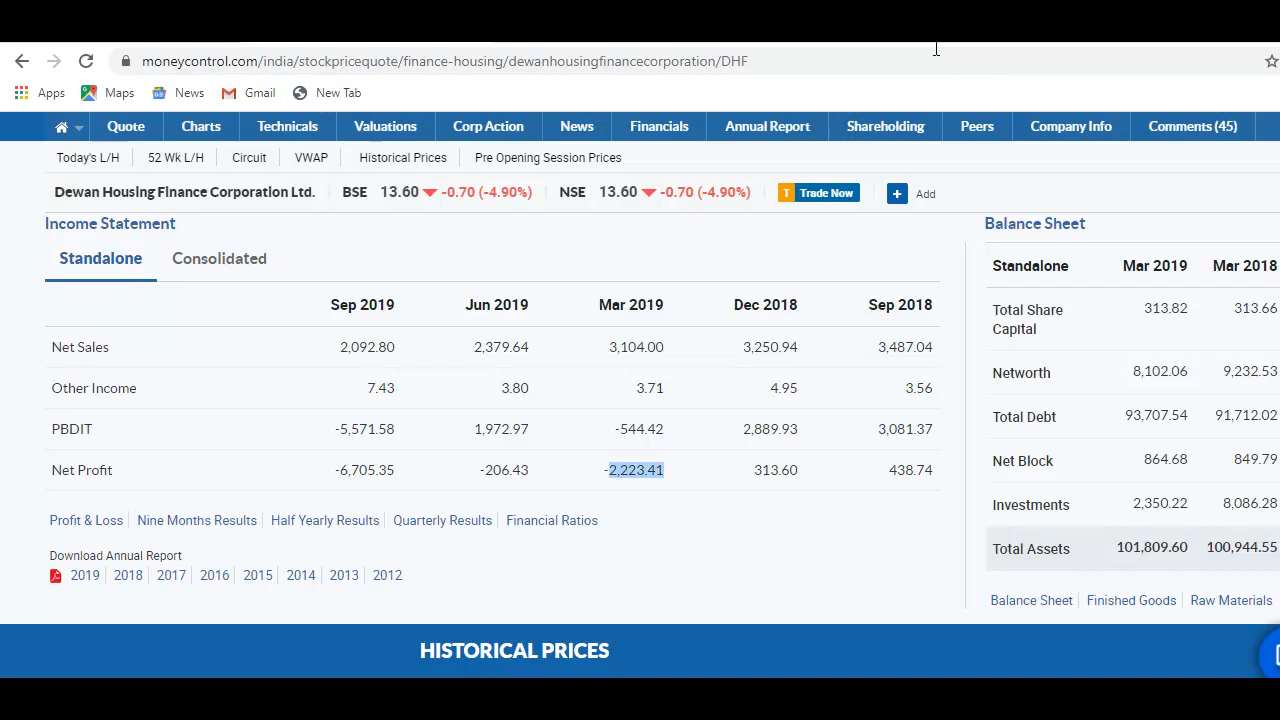 moneycontrol.com/india/stockpricequote/finance-housing/dewanhousingfinancecorporation/DHF
Apps Maps News Gmail New Tab
Quote Charts Technicals Valuations Corp Action News Financials Annual Report Shareholding Peers Company Info Comments (45)
Today's L/H 52 Wk L/H Circuit VWAP Historical Prices Pre Opening Session Prices
Dewan Housing Finance Corporation Ltd. BSE 13.60 -0.70 (-4.90%) NSE 13.60 -0.70 (-4.90%) T Trade Now + Add
Income Statement
Standalone Consolidated
Sep 2019 Jun 2019 Mar 2019 Dec 2018 Sep 2018
Net Sales 2,092.80 2,379.64 3,104.00 3,250.94 3,487.04
Other Income 7.43 3.80 3.71 4.95 3.56
PBDIT -5,571.58 1,972.97 -544.42 2,889.93 3,081.37
Net Profit -6,705.35 -206.43 -2,223.41 313.60 438.74
Profit & Loss Nine Months Results Half Yearly Results Quarterly Results Financial Ratios
Download Annual Report
2019 2018 2017 2016 2015 2014 2013 2012
Balance Sheet
Standalone Mar 2019 Mar 2018
Total Share 313.82 313.66
Capital
Networth 8,102.06 9,232.53
Total Debt 93,707.54 91,712.02
Net Block 864.68 849.79
Investments 2,350.22 8,086.28
Total Assets 101,809.60 100,944.55
Balance Sheet Finished Goods Raw Materials
HISTORICAL PRICES